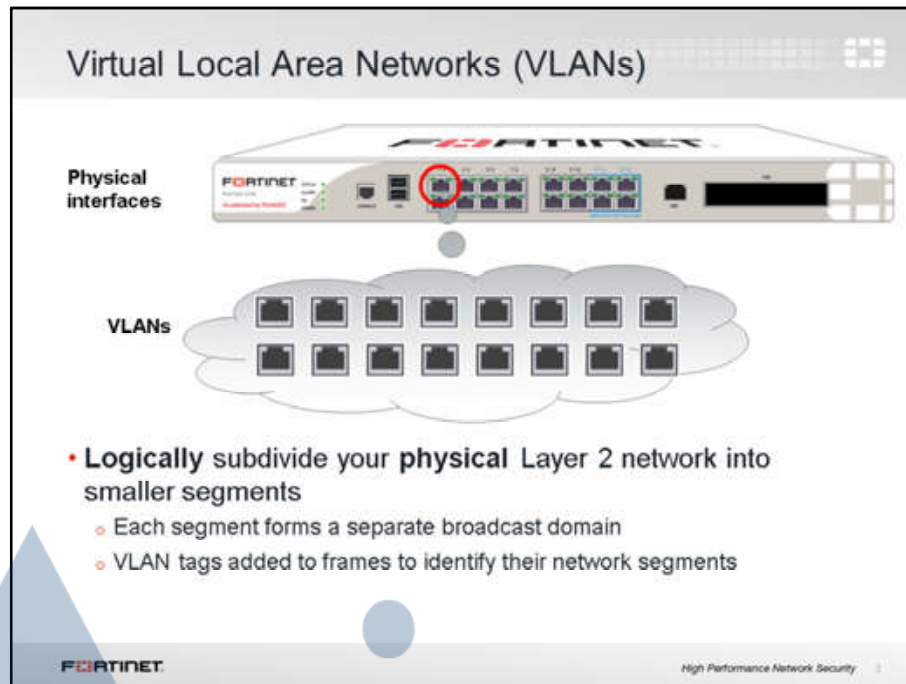 Virtual Local Area Networks (VLANs)
FORTINET
Physical
interfaces
FORTINET
VLANs
• Logically subdivide your physical Layer 2 network into
smaller segments
o Each segment forms a separate broadcast domain
o VLAN tags added to frames to identify their network segments
FORTINET
High Performance Network Security